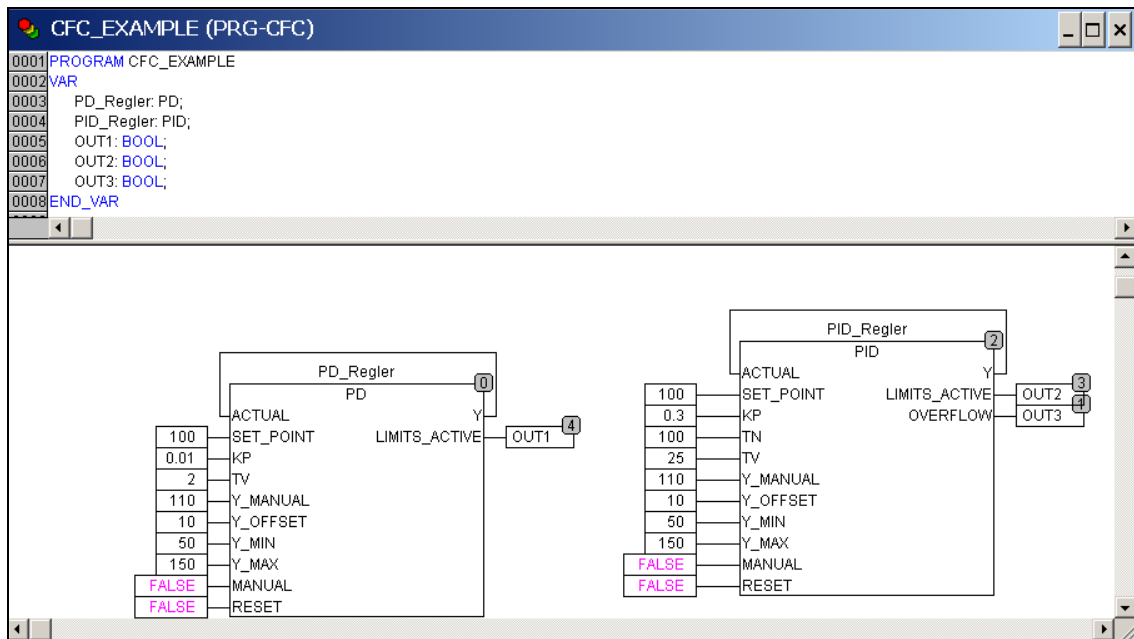 CFC_EXAMPLE (PRG-CFC)
0001 PROGRAM CFC_EXAMPLE
0002 VAR
0003 PD_Regler: PD;
0004 PID_Regler: PID;
0005 OUT1: BOOL;
0006 OUT2: BOOL;
0007 OUT3: BOOL;
0008 END_VAR
PD_Regler
0
PD
ACTUAL Y
100 SET_POINT LIMITS_ACTIVE OUT1 4
0.01 KP
2 TV
110 Y_MANUAL
10 Y_OFFSET
50 Y_MIN
150 Y_MAX
FALSE MANUAL
FALSE RESET
PID_Regler
2
PID
ACTUAL Y
100 SET_POINT LIMITS_ACTIVE OUT2 3
0.3 KP OVERFLOW OUT3 1
100 TN
25 TV
110 Y_MANUAL
10 Y_OFFSET
50 Y_MIN
150 Y_MAX
FALSE MANUAL
FALSE RESET